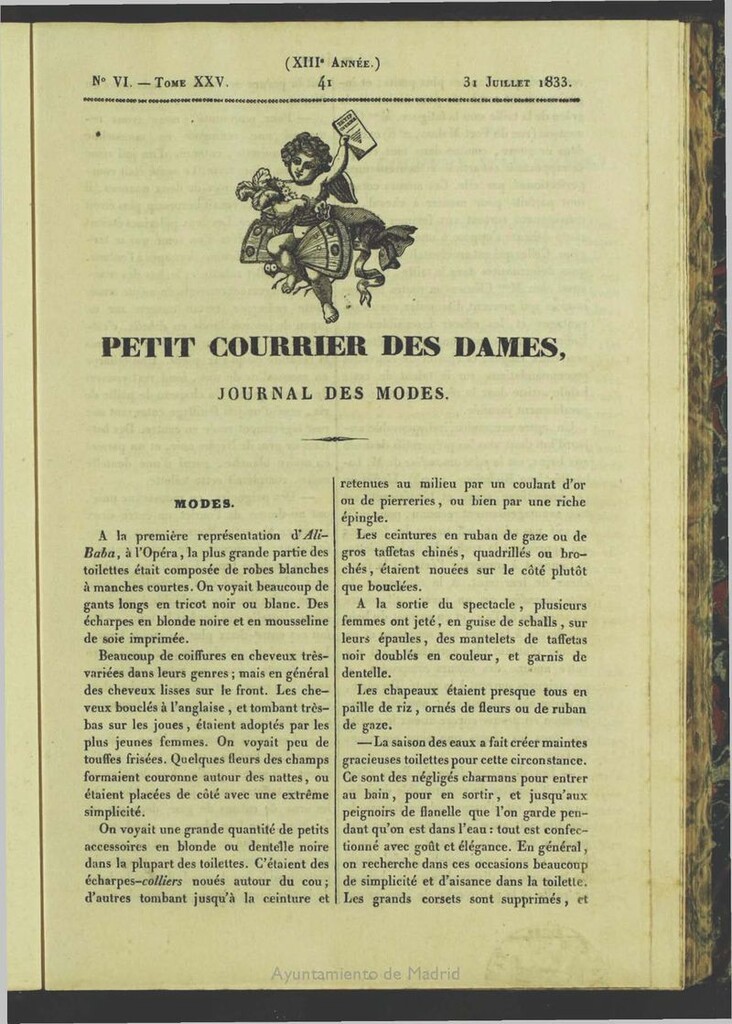 (XIIIe Année.)
No VI. — Tome XXV.
41
31 Juillet 1833.
PETIT COURRIER DES DAMES,
JOURNAL DES MODES.
MODES.
A la première représentation d'Ali-
Baba, à l'Opéra, la plus grande partie des
toilettes était composée de robes blanches
à manches courtes. On voyait beaucoup de
gants longs en tricot noir ou blanc. Des
écharpes en blonde noire et en mousseline
de soie imprimée.
Beaucoup de coiffures en cheveux très-
variées dans leurs genres ; mais en général
des cheveux lisses sur le front. Les che-
veux bouclés à l'anglaise , et tombant très-
bas sur les joues , étaient adoptés par les
plus jeunes femmes. On voyait peu de
touffes frisées. Quelques fleurs des champs
formaient couronne autour des nattes, ou
étaient placées de côté avec une extrême
simplicité.
On voyait une grande quantité de petits
accessoires en blonde ou dentelle noire
dans la plupart des toilettes. C'étaient des
écharpes-colliers noués autour du cou ;
d'autres tombant jusqu'à la ceinture et
retenues au milieu par un coulant d'or
ou de pierreries , ou bien par une riche
épingle.
Les ceintures en ruban de gaze ou de
gros taffetas chinés, quadrillés ou bro-
chés, étaient nouées sur le côté plutôt
que bouclées.
A la sortie du spectacle , plusieurs
femmes ont jeté, en guise de schalls , sur
leurs épaules, des mantelets de taffetas
noir doublés en couleur, et garnis de
dentelle.
Les chapeaux étaient presque tous en
paille de riz , ornés de fleurs ou de ruban
de gaze.
— La saison des eaux a fait créer maintes
gracieuses toilettes pour cette circonstance.
Ce sont des négligés charmans pour entrer
au bain, pour en sortir, et jusqu'aux
peignoirs de flanelle que l'on garde pen-
dant qu'on est dans l'eau : tout est confec-
tionné avec goût et élégance. En général,
on recherche dans ces occasions beaucoup
de simplicité et d'aisance dans la toilette.
Les grands corsets sont supprimés , et
Ayuntamiento de Madrid